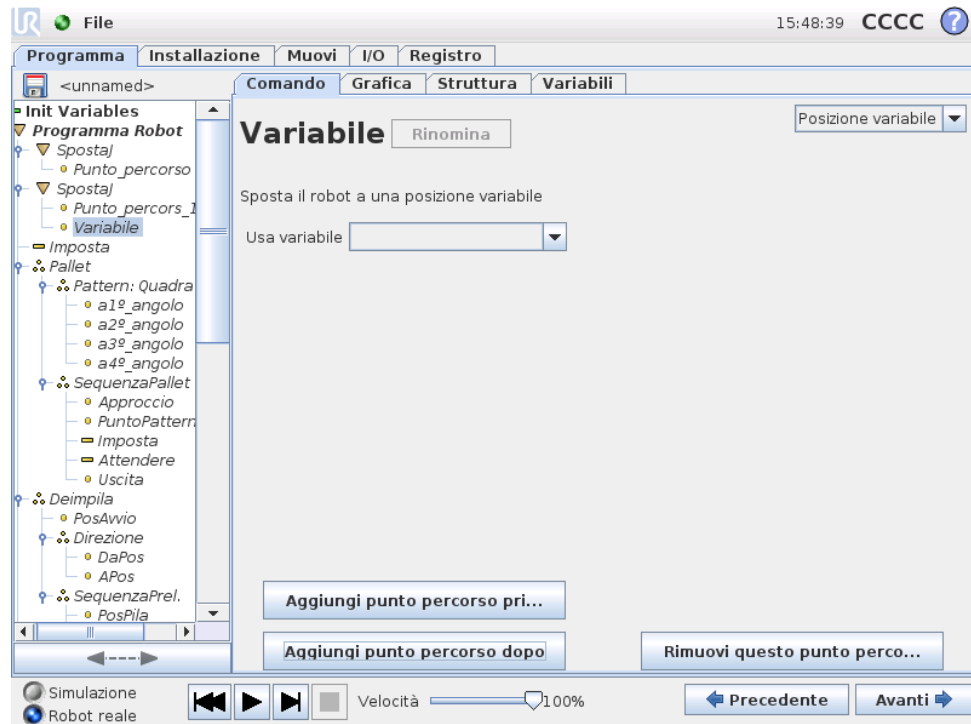 UR File 15:48:39 CCCC ?
Programma Installazione Muovi I/O Registro
<unnamed>
Comando Grafica Struttura Variabili
Init Variables
Programma Robot
SpostaJ
Punto_percorso
SpostaJ
Punto_percors_1
Variabile
Imposta
Pallet
Pattern: Quadra
a1º_angolo
a2º_angolo
a3º_angolo
a4º_angolo
SequenzaPallet
Approccio
PuntoPattern
Imposta
Attendere
Uscita
Deimpila
PosAvvio
Direzione
DaPos
APos
SequenzaPrel.
PosPila
Variabile Rinomina Posizione variabile
Sposta il robot a una posizione variabile
Usa variabile
Aggiungi punto percorso pri...
Aggiungi punto percorso dopo Rimuovi questo punto perco...
Simulazione
Robot reale
Velocità 100% Precedente Avanti